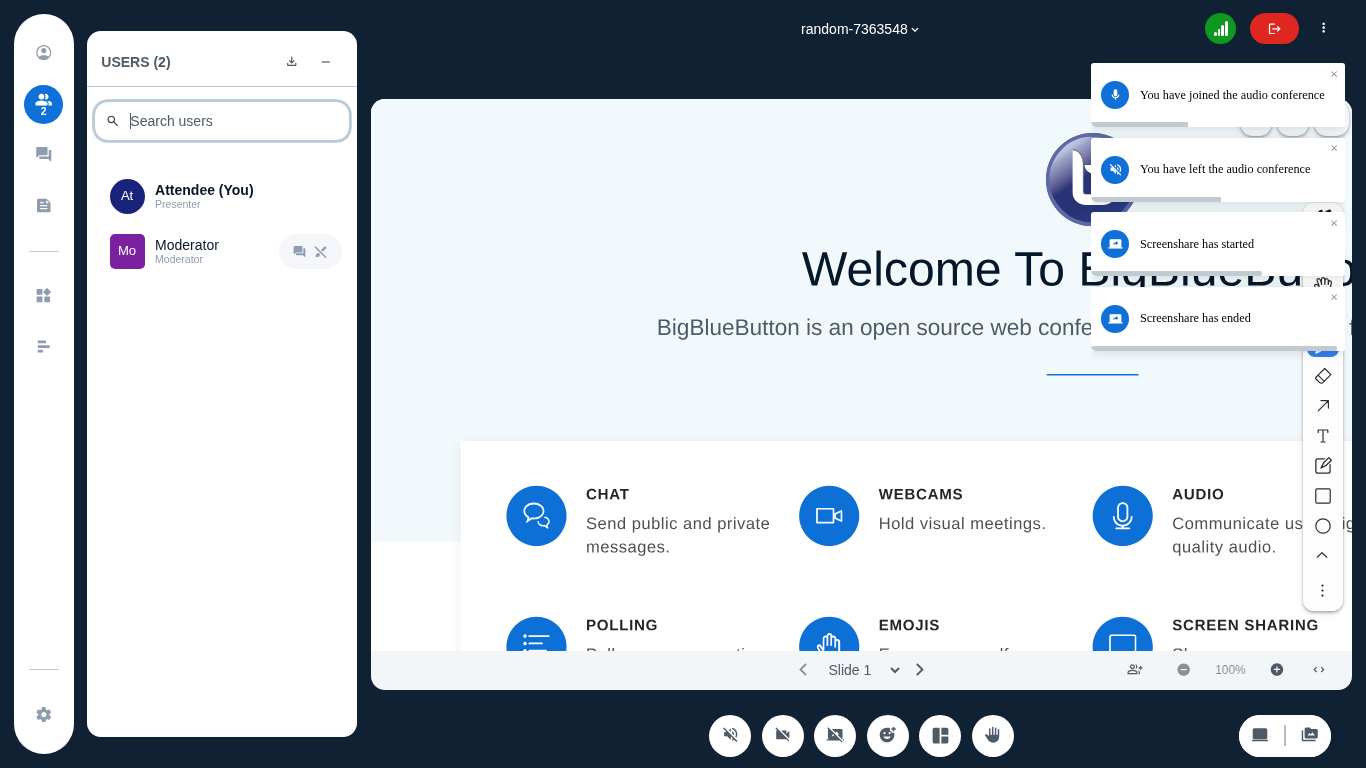 random-7363548
2
USERS (2)
Search users
At
Attendee (You)
Presenter
Mo
Moderator
Moderator
You have joined the audio conference
You have left the audio conference
Screenshare has started
Screenshare has ended
Welcome To
BigBlueButton is an open source web
CHAT
Send public and private
messages.
WEBCAMS
Hold visual meetings.
AUDIO
Communicate
quality audio.
POLLING
EMOJIS
SCREEN SHARING
Slide 1
100%